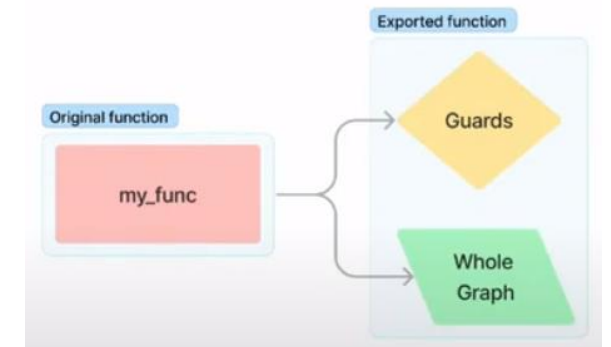 Exported function
Guards
Original function
my_func
Whole
Graph